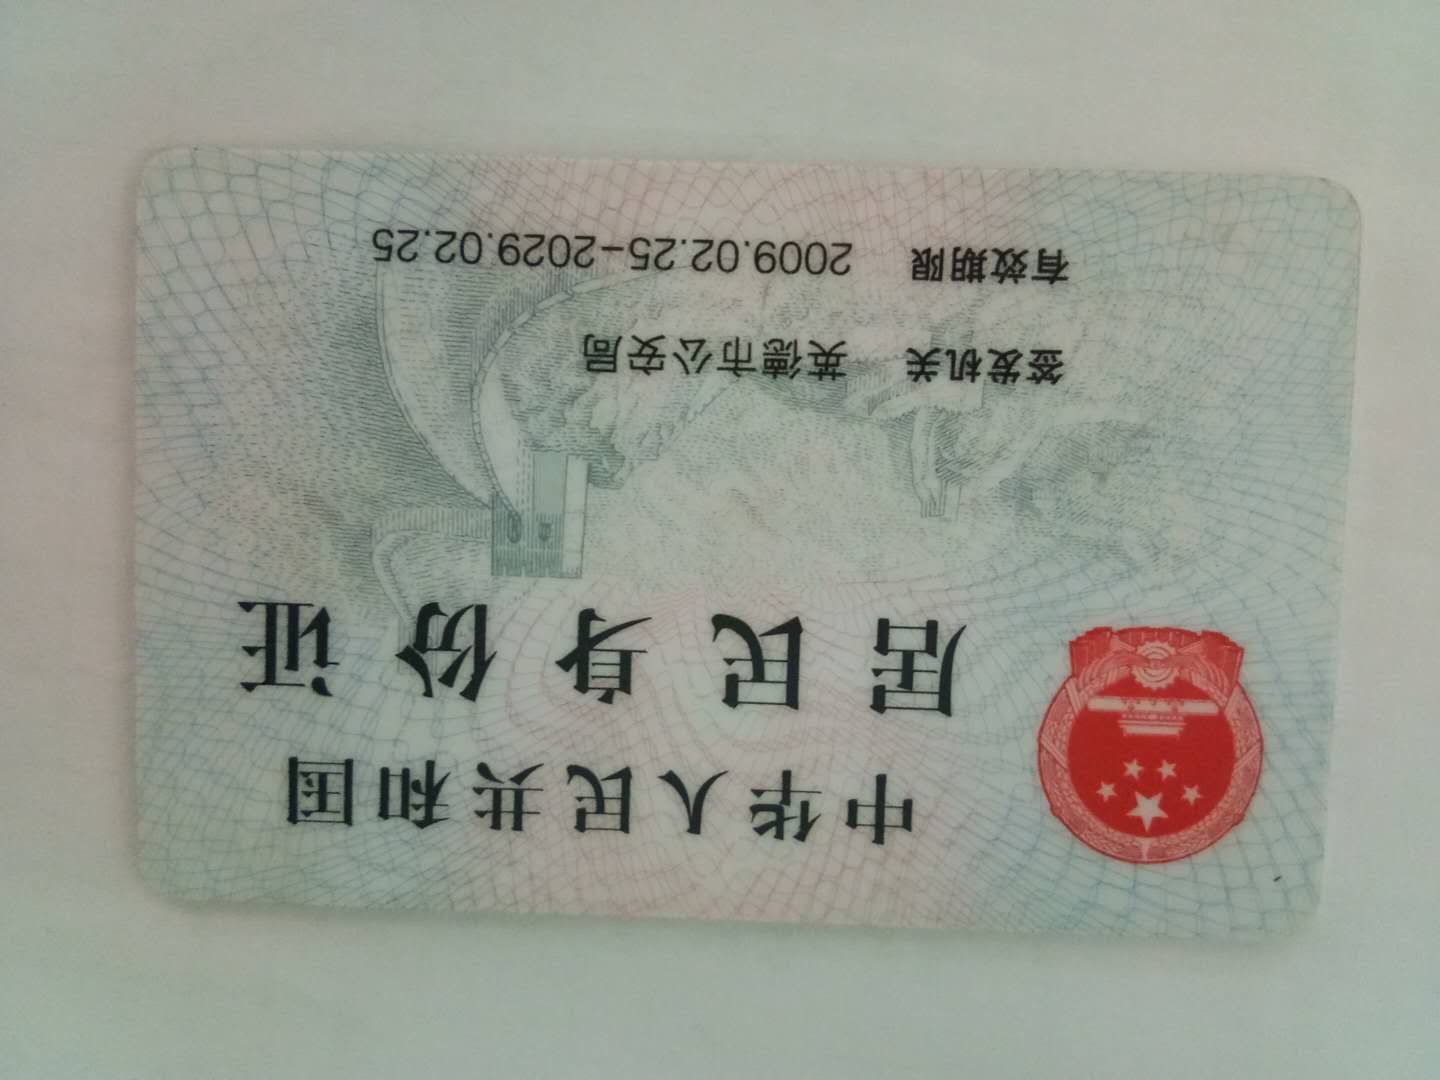 中华人民共和国
居民身份证
签发机关 英德市公安局
有效期限 2009.02.25-2029.02.25